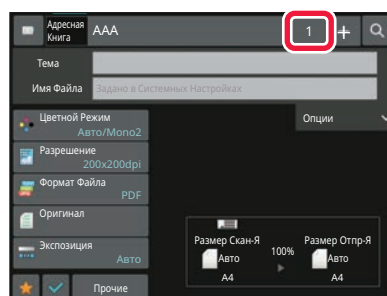 Адресная
Книга
AAA
1
+
Тема
Имя Файла
Задано в Системных Настройках
Цветной Режим
Авто/Mono2
Опции
Разрешение
200x200dpi
Формат Файла
PDF
Оригинал
Экспозиция
Авто
Размер Скан-Я
100%
Размер Отпр-Я
Авто
Авто
A4
A4
Прочие